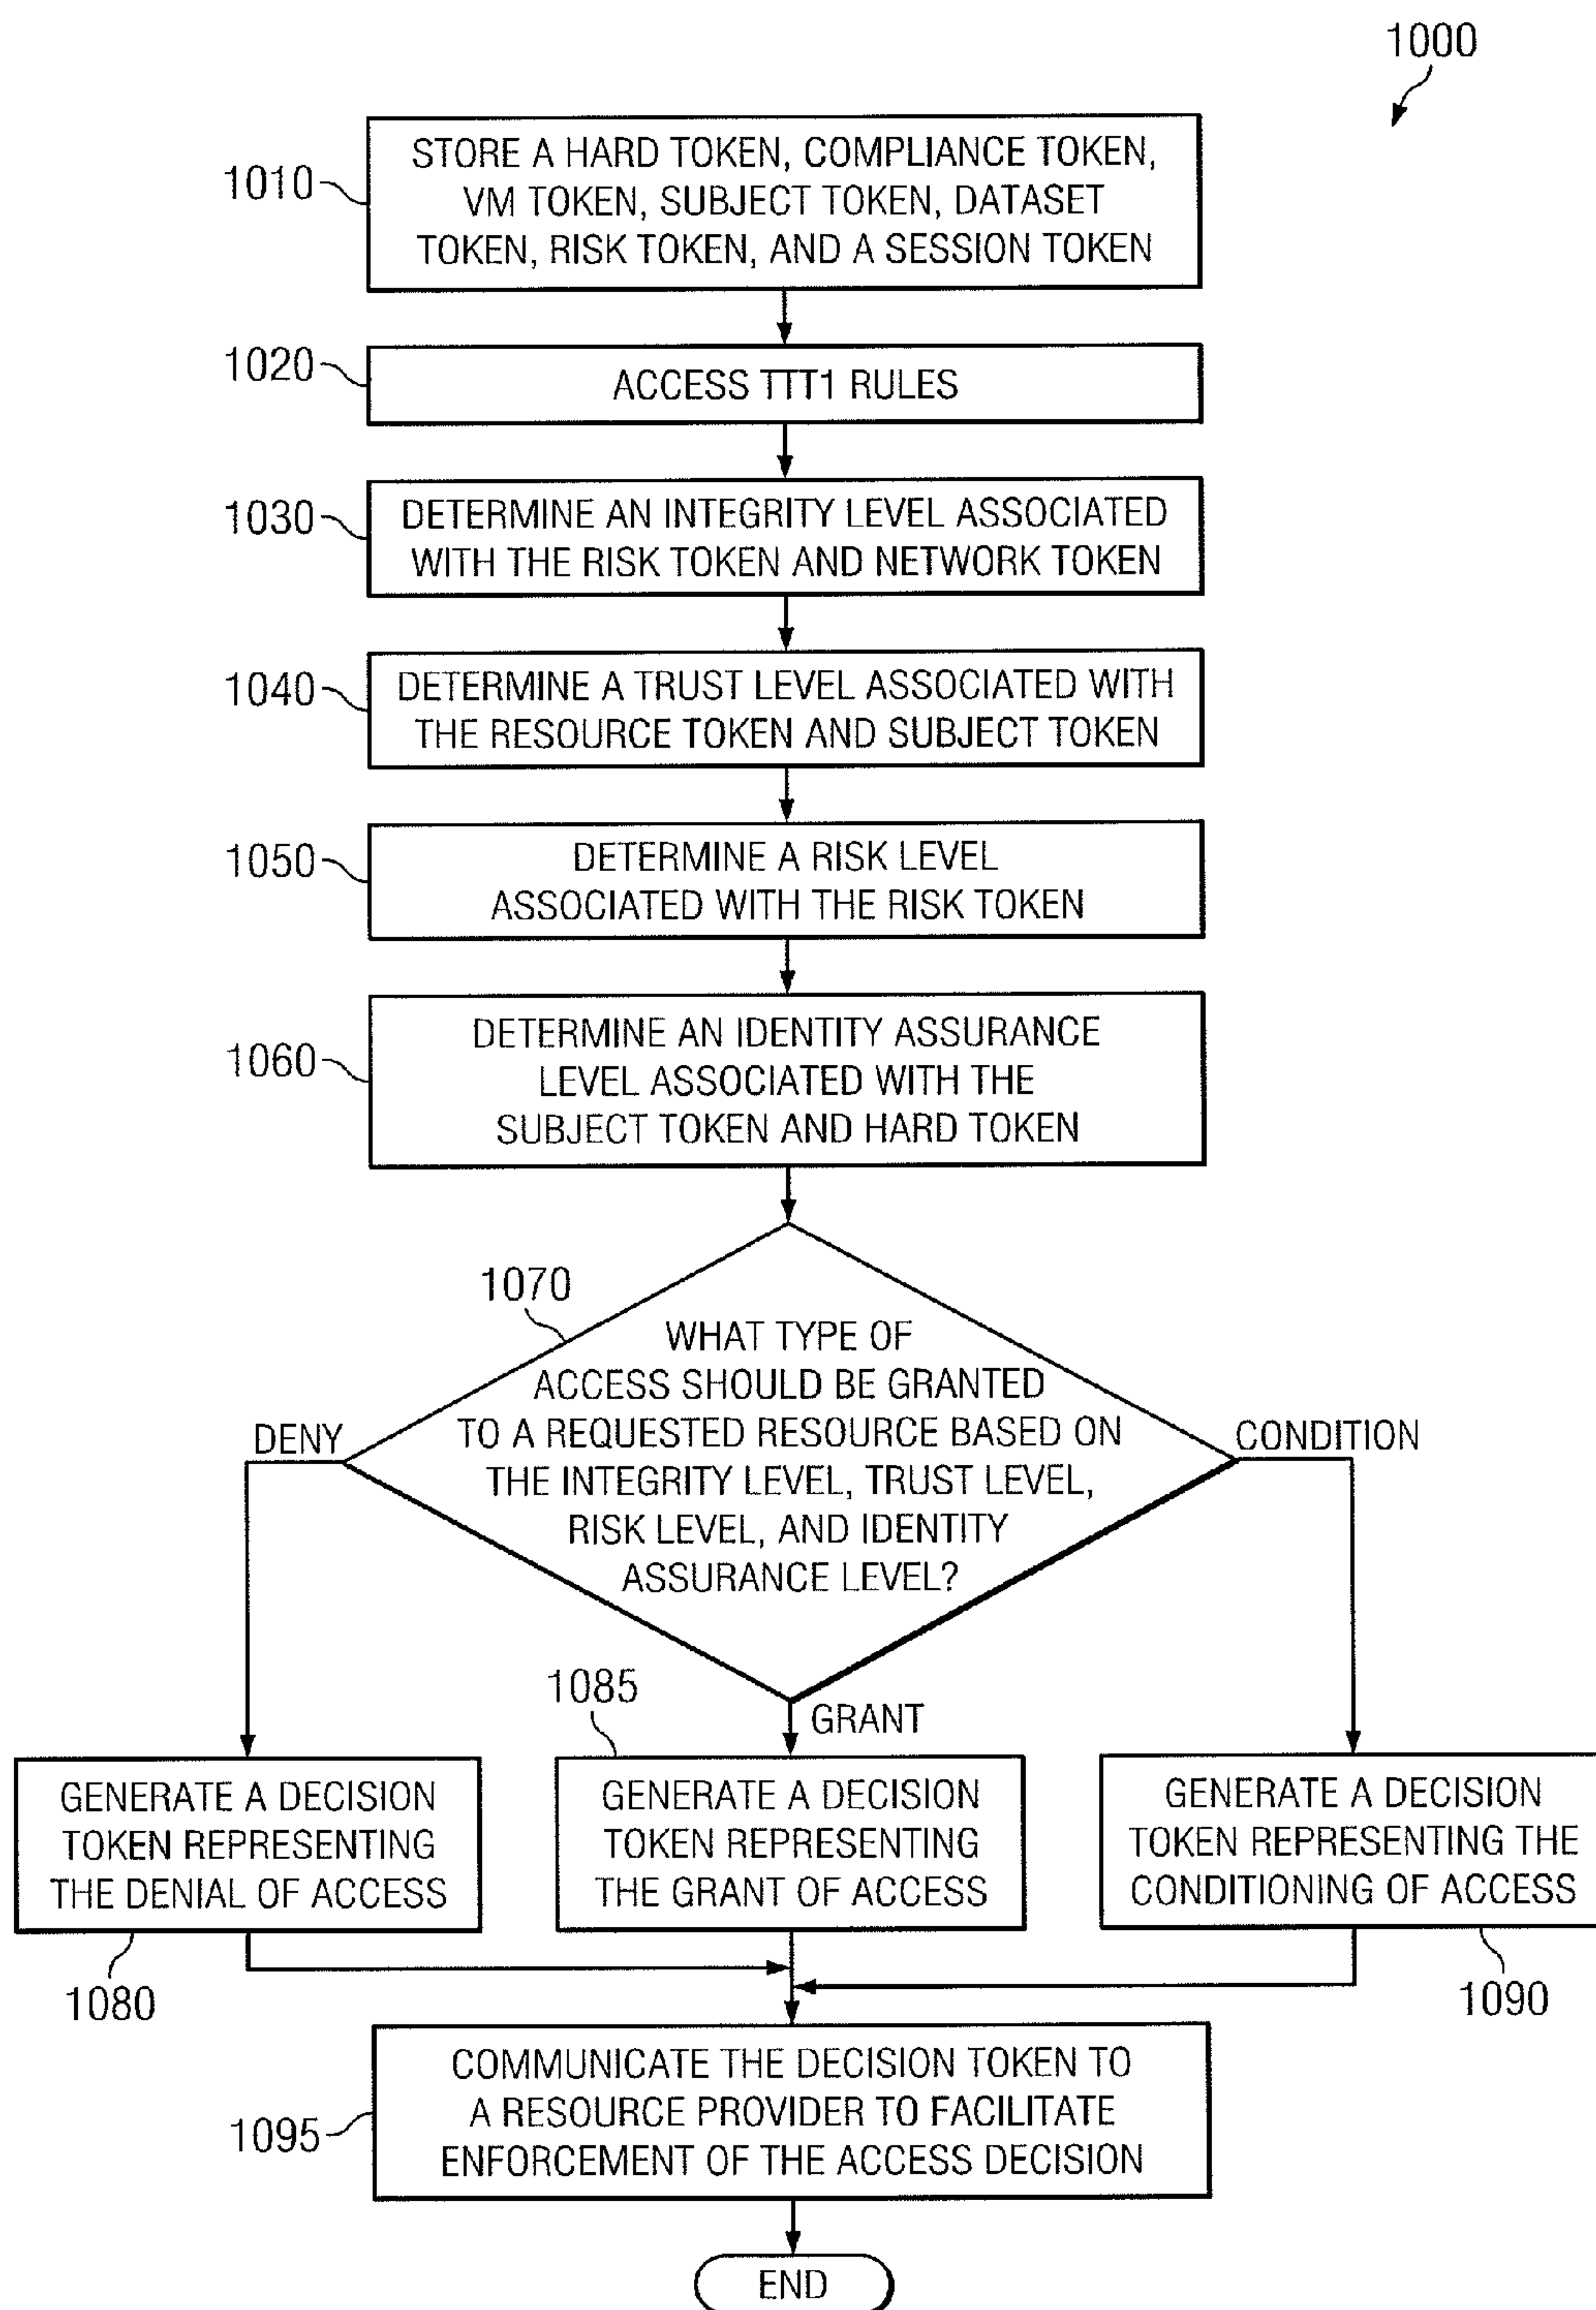 1000
1010
STORE A HARD TOKEN, COMPLIANCE TOKEN,
VM TOKEN, SUBJECT TOKEN, DATASET
TOKEN, RISK TOKEN, AND A SESSION TOKEN
1020
ACCESS TTT1 RULES
1030
DETERMINE AN INTEGRITY LEVEL ASSOCIATED
WITH THE RISK TOKEN AND NETWORK TOKEN
1040
DETERMINE A TRUST LEVEL ASSOCIATED WITH
THE RESOURCE TOKEN AND SUBJECT TOKEN
1050
DETERMINE A RISK LEVEL
ASSOCIATED WITH THE RISK TOKEN
1060
DETERMINE AN IDENTITY ASSURANCE
LEVEL ASSOCIATED WITH THE
SUBJECT TOKEN AND HARD TOKEN
1070
WHAT TYPE OF
ACCESS SHOULD BE GRANTED
TO A REQUESTED RESOURCE BASED ON
THE INTEGRITY LEVEL, TRUST LEVEL,
RISK LEVEL, AND IDENTITY
ASSURANCE LEVEL?
DENY
CONDITION
GRANT
GENERATE A DECISION
TOKEN REPRESENTING
THE DENIAL OF ACCESS
1080
1085
GENERATE A DECISION
TOKEN REPRESENTING
THE GRANT OF ACCESS
GENERATE A DECISION
TOKEN REPRESENTING THE
CONDITIONING OF ACCESS
1090
1095
COMMUNICATE THE DECISION TOKEN TO
A RESOURCE PROVIDER TO FACILITATE
ENFORCEMENT OF THE ACCESS DECISION
END